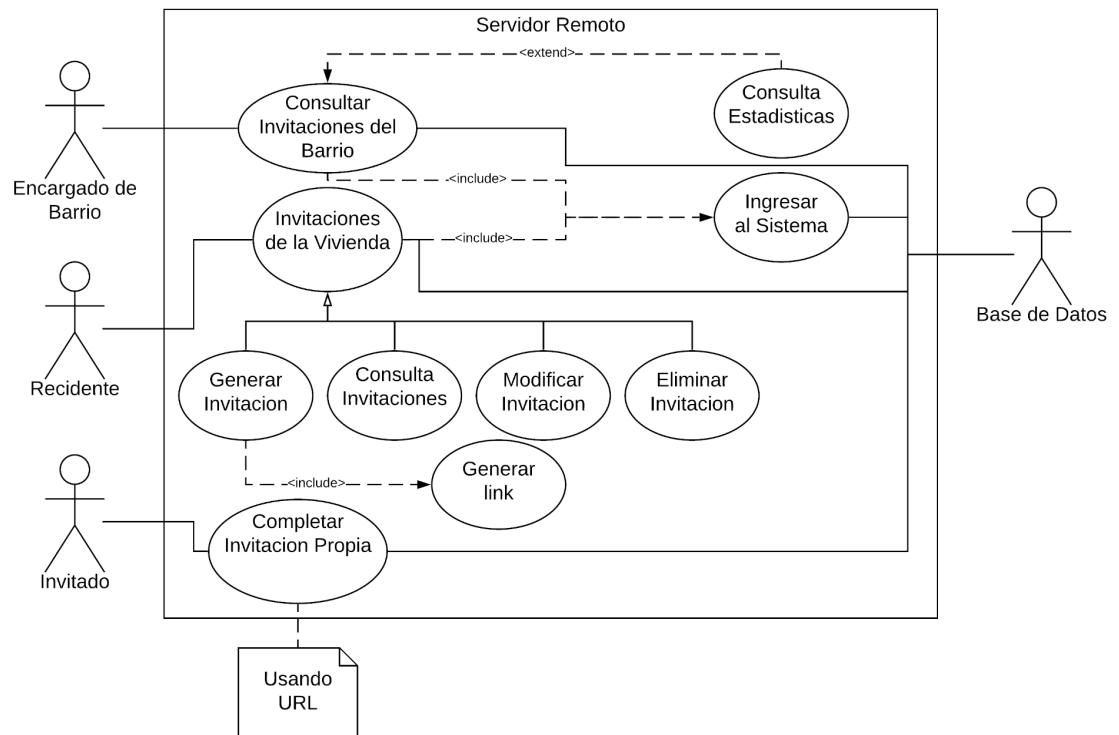 Servidor Remoto
<extend>
Consultar
Invitaciones del
Barrio
Consulta
Estadisticas
Encargado de
Barrio
<include>
Ingresar
al Sistema
Invitaciones
de la Vivienda
<include>
Base de Datos
Recidente
Generar
Invitacion
Consulta
Invitaciones
Modificar
Invitacion
Eliminar
Invitacion
Generar
link
<include>
Completar
Invitacion Propia
Invitado
Usando
URL